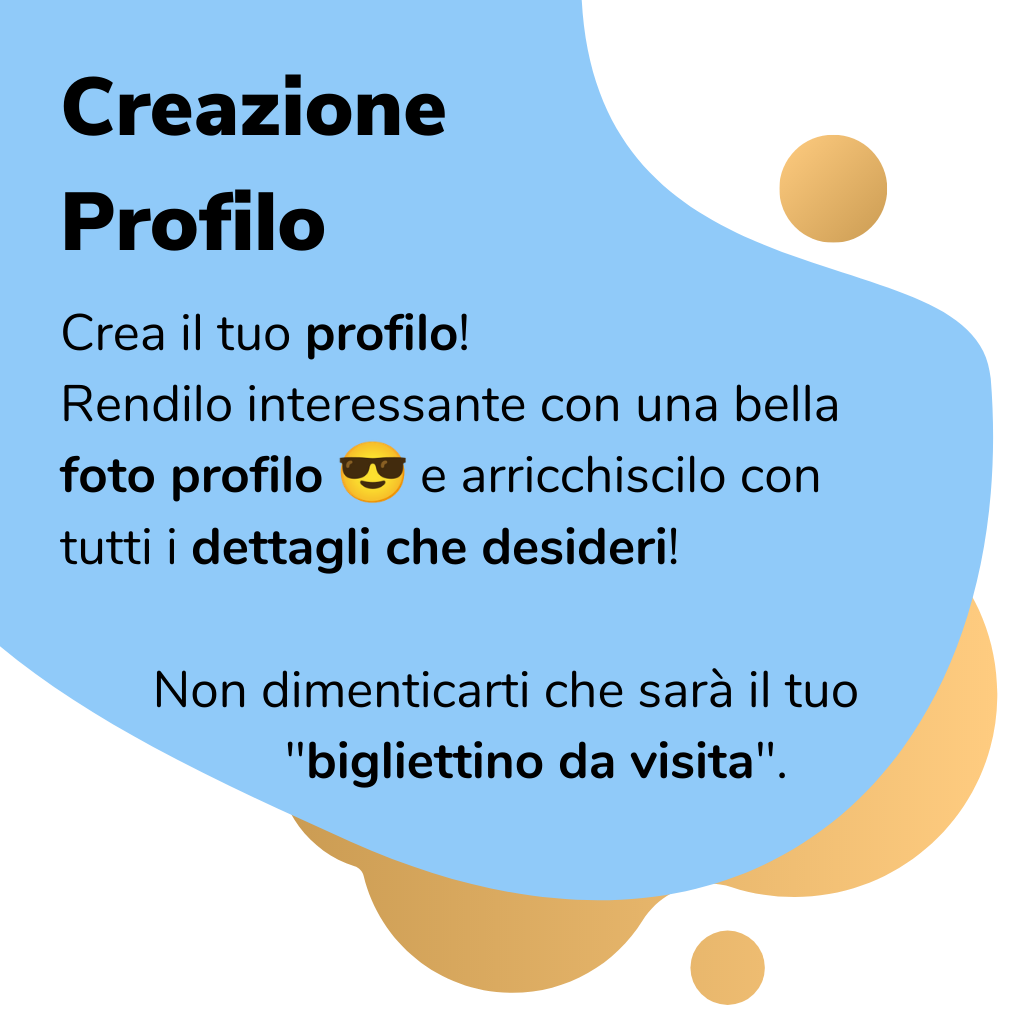 Creazione
Profilo
Crea il tuo profilo!
Rendilo interessante con una bella
foto profilo 😎 e arricchiscilo con
tutti i dettagli che desideri!
Non dimenticarti che sarà il tuo
"bigliettino da visita".